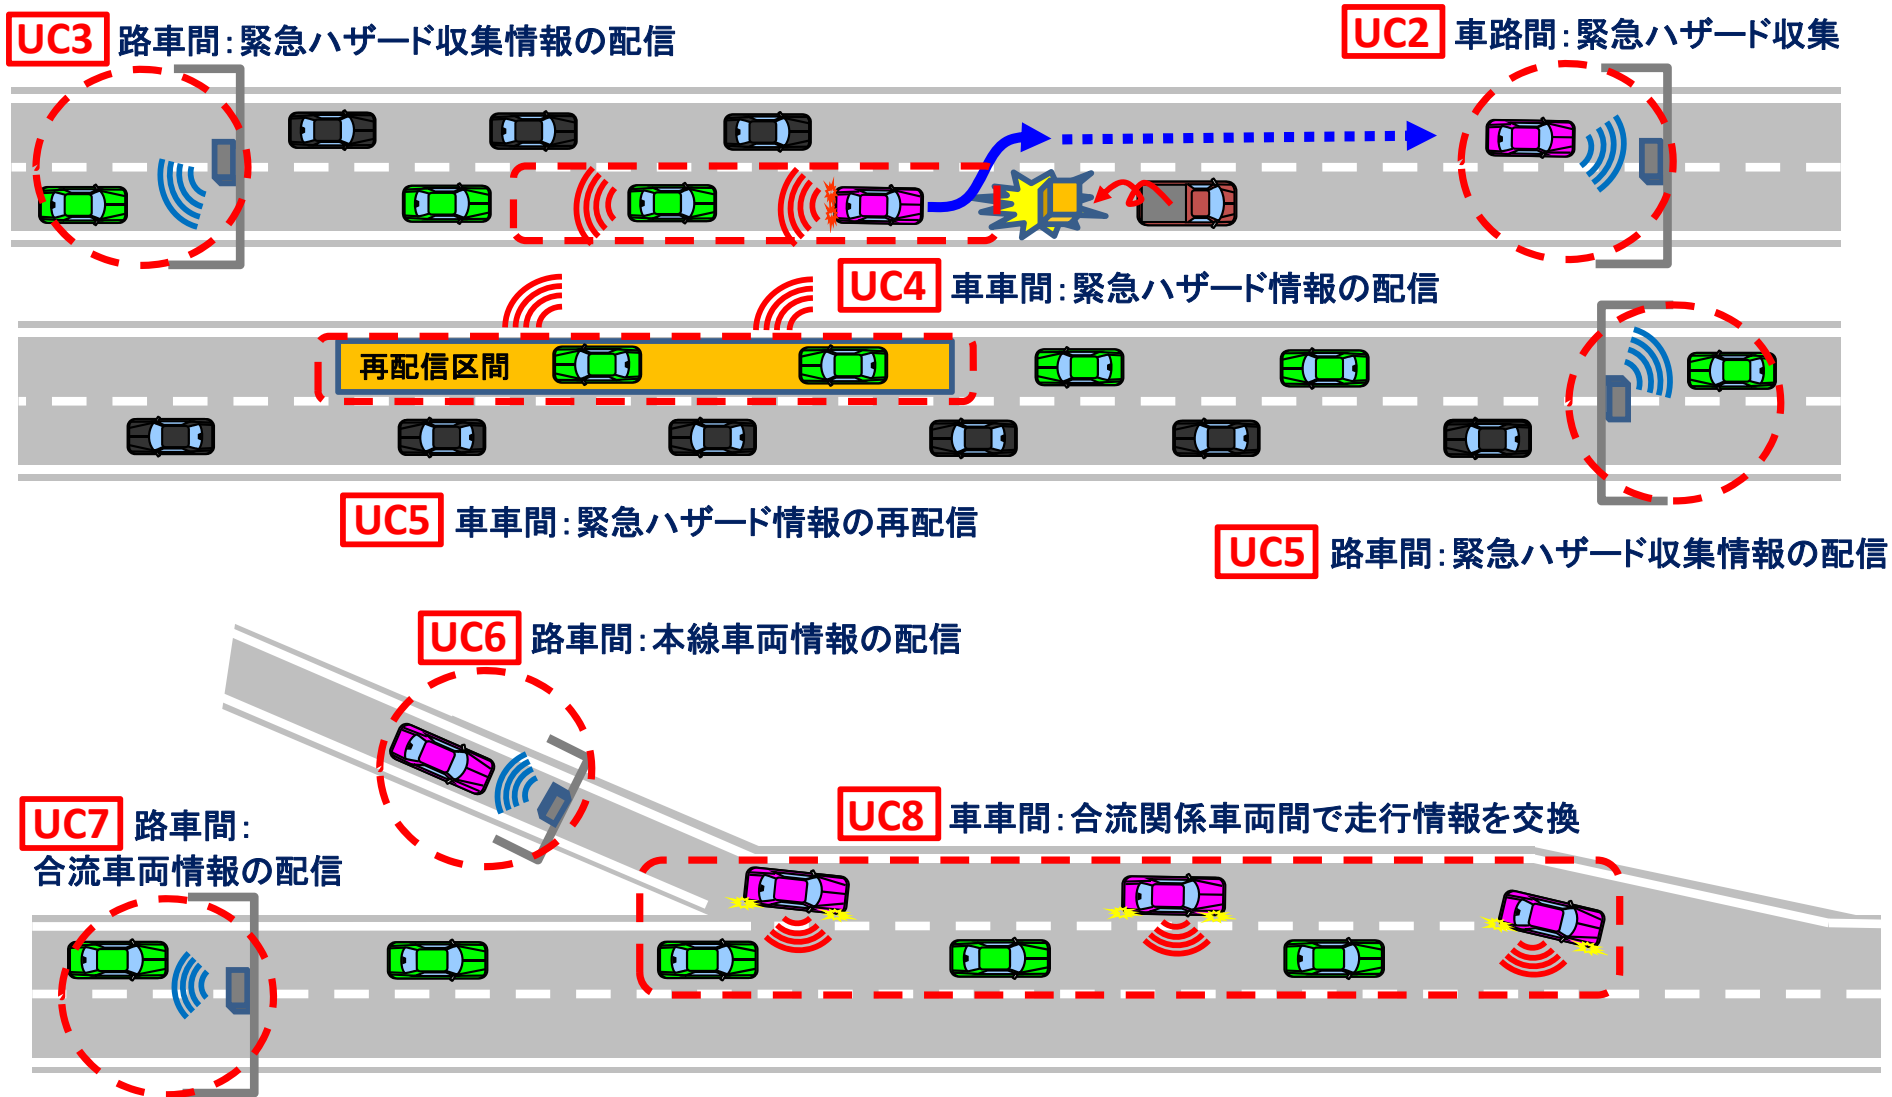 UC3 路車間：緊急ハザード収集情報の配信
UC2 車路間：緊急ハザード収集
UC4 車車間：緊急ハザード情報の配信
再配信区間
UC5 車車間：緊急ハザード情報の再配信
UC5 路車間：緊急ハザード収集情報の配信
UC6 路車間：本線車両情報の配信
UC7 路車間：
合流車両情報の配信
UC8 車車間：合流関係車両間で走行情報を交換